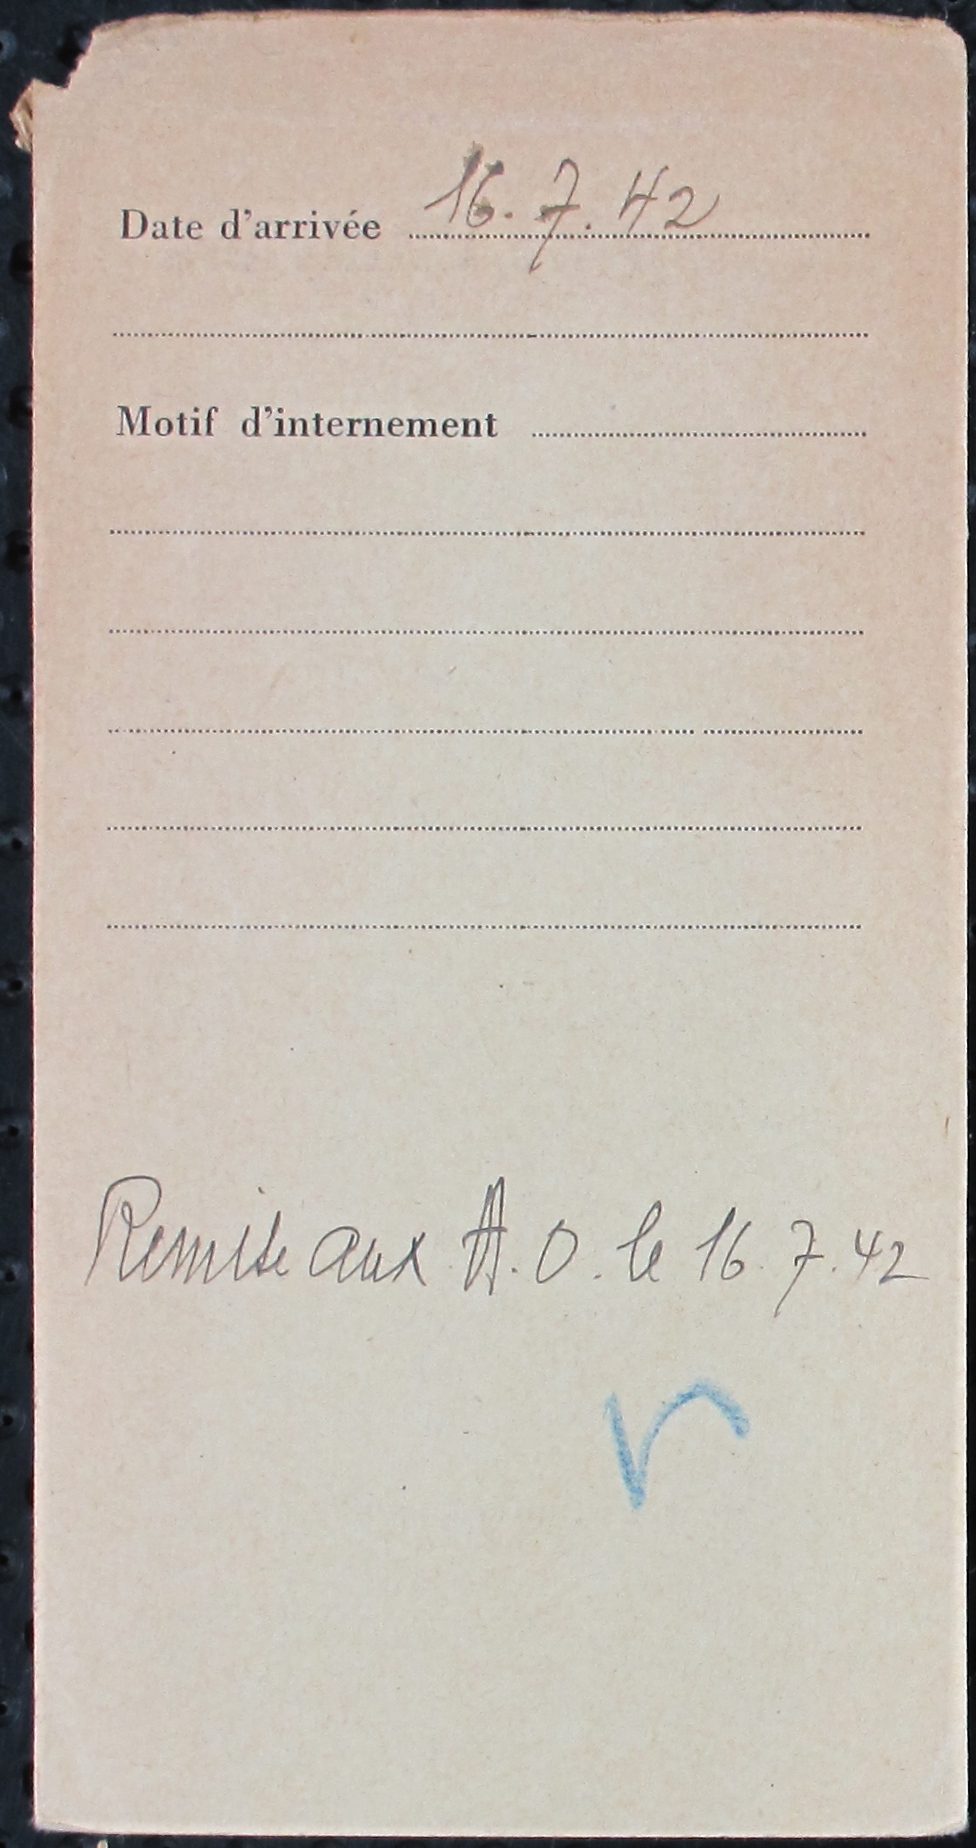 Date d'arrivée 16.7.42
Motif d'internement
Remise aux A.O. le 16.7.42